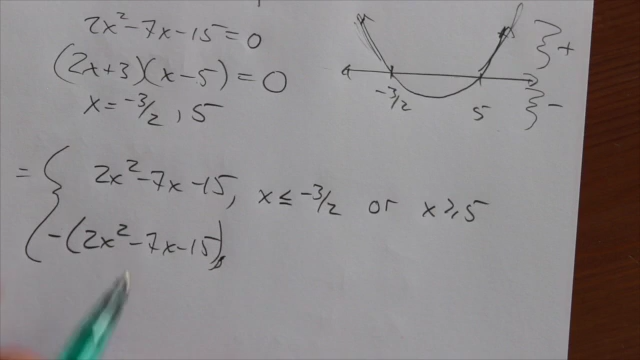 2x²-7x-15=0
(2x+3)(x-5)=0
x=-3/2, 5
+
-
-3/2 5
= { 2x²-7x-15, x≤-3/2 or x≥5
-(2x²-7x-15),